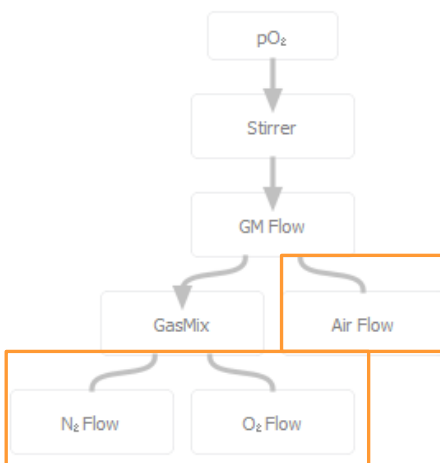 pO₂
Stirrer
GM Flow
GasMix
Air Flow
N₂ Flow
O₂ Flow